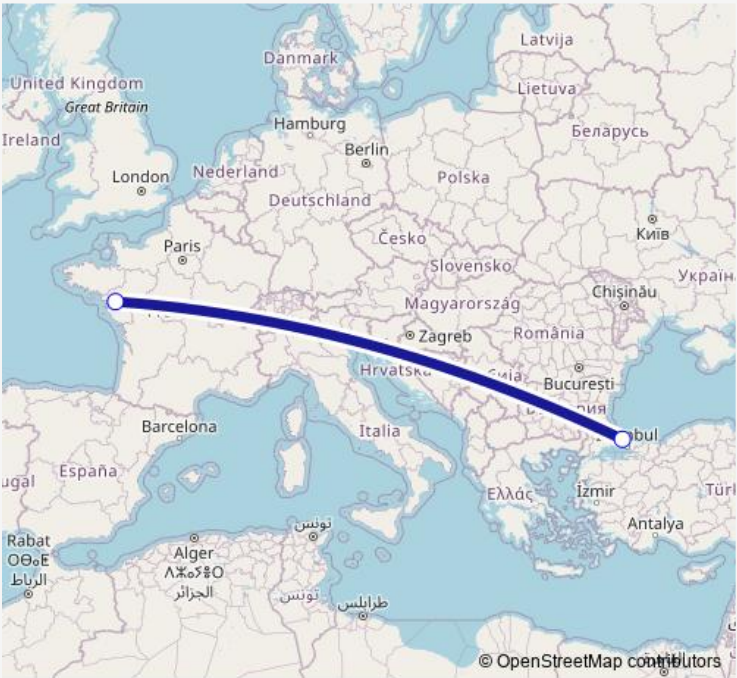 Latvija
Danmark
United Kingdom
Lietuva
Great Britain
Hamburg
Беларусь
Ireland
Berlin
London
Nederland
Polska
Deutschland
Київ
Paris
Česko
Slovensko
Україн
Chișinău
Magyarország
Zagreb
România
Hrvatska
București
Barcelona
Italia
bul
España
ugal
Ελλάς
İzmir
Türk
Antalya
Rabat
ⵔⴱⴰⵟ
الرباط
Alger
ⴷⵣⴰⵢⵔ
الجزائر
تونس
تونس
طرابلس
© OpenStreetMap contributors